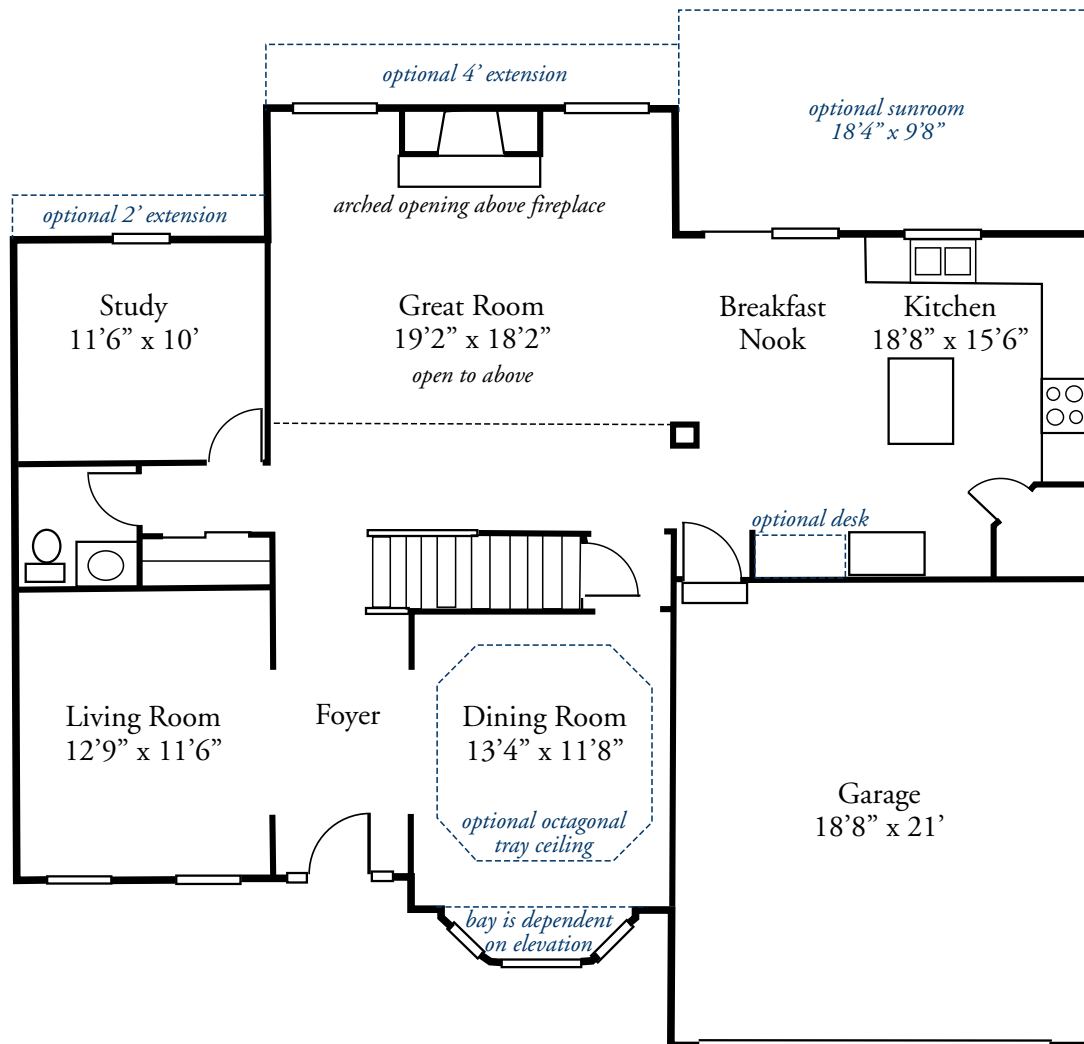 optional 4’ extension
optional sunroom
18’4” x 9’8”
optional 2’ extension
arched opening above fireplace
Study
11’6” x 10’
Great Room
19’2” x 18’2”
open to above
Breakfast
Nook
Kitchen
18’8” x 15’6”
optional desk
Living Room
12’9” x 11’6”
Foyer
Dining Room
13’4” x 11’8”
optional octagonal
tray ceiling
Garage
18’8” x 21’
bay is dependent
on elevation